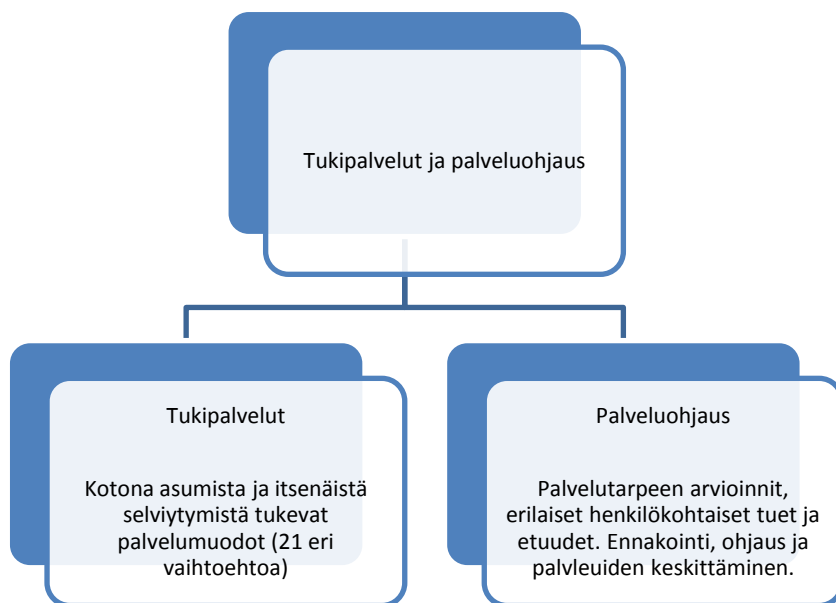 Tukipalvelut ja palveluohjaus
Tukipalvelut
Kotona asumista ja itsenäistä
selviytymistä tukevat
palvelumuodot (21 eri
vaihtoehtoa)
Palveluohjaus
Palvelutarpeen arvioinnit,
erilaiset henkilökohtaiset tuet ja
etuudet. Ennakointi, ohjaus ja
palvleuiden keskittäminen.